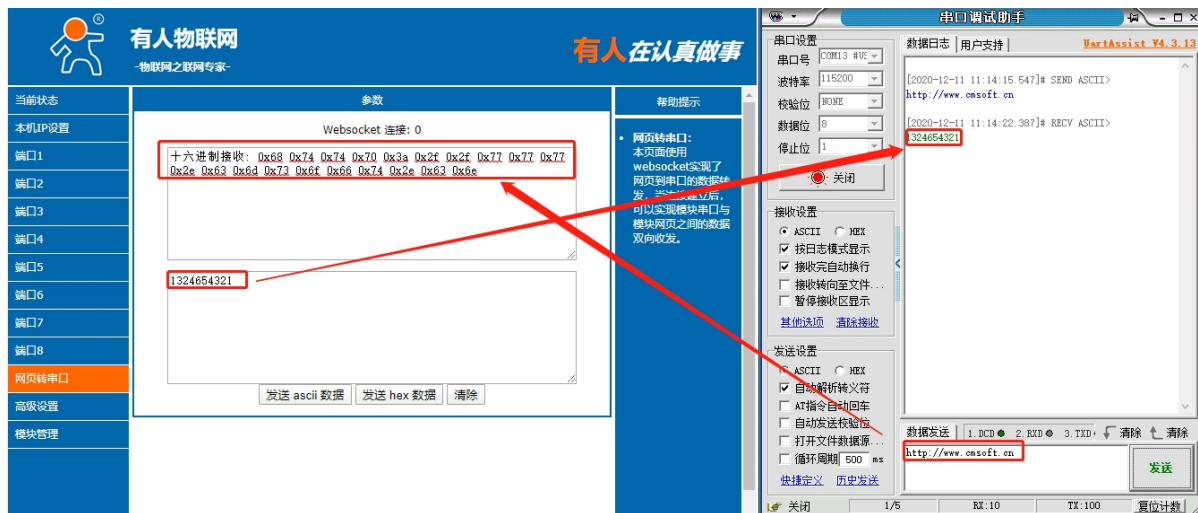 有人物联网
-物联网之联网专家-
有人在认真做事
当前状态
本机IP设置
端口1
端口2
端口3
端口4
端口5
端口6
端口7
端口8
网页转串口
高级设置
模块管理
参数
Websocket 连接: 0
十六进制接收: 0x68 0x74 0x74 0x70 0x3a 0x2f 0x2f 0x77 0x77 0x77
0x2e 0x63 0x6d 0x73 0x6f 0x66 0x74 0x2e 0x63 0x6e
1324654321
发送 ascii 数据
发送 hex 数据
清除
帮助提示
网页转串口:
本页面使用
websocket实现了
网页到串口的数据转
发,当连接建立后,
可以实现模块串口与
模块网页之间的数据
双向收发。
串口调试助手
串口设置
串口号 COM13 #US
波特率 115200
校验位 NONE
数据位 8
停止位 1
关闭
接收设置
ASCII HEX
按日志模式显示
接收完自动换行
接收转向至文件...
暂停接收区显示
其他选项 清除接收
发送设置
ASCII HEX
自动解析转义符
AT指令自动回车
自动发送校验位
打开文件数据源...
循环周期 500 ms
快捷定义 历史发送
数据日志 用户支持 UartAssist V4.3.13
[2020-12-11 11:14:15.547]# SEND ASCII>
http://www.cmsoft.cn
[2020-12-11 11:14:22.387]# RECV ASCII>
1324654321
数据发送 1.DCD 2.RXD 3.TXD 清除 清除
http://www.cmsoft.cn
发送
关闭 1/5 RX:10 TX:100 复位计数